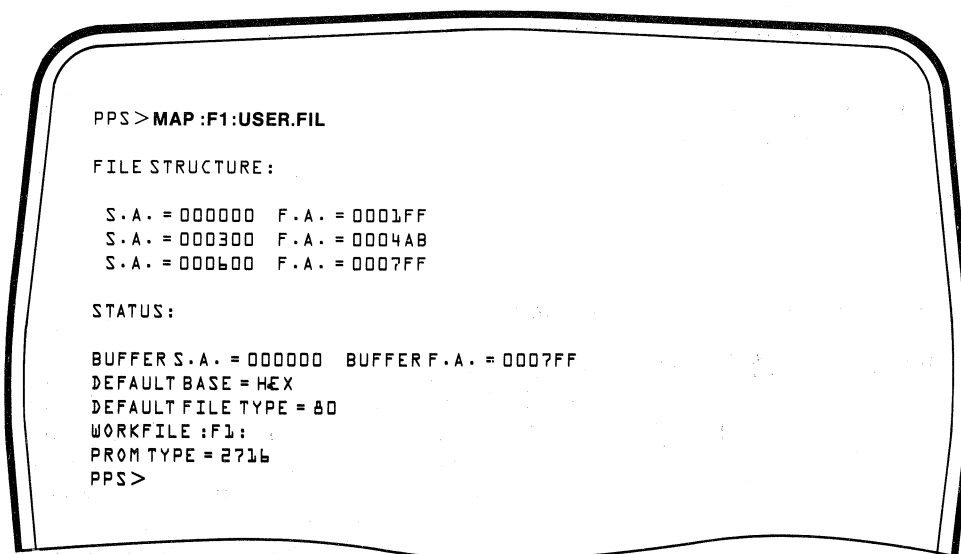 PPS>MAP :F1:USER.FIL
FILE STRUCTURE:
S.A. = 000000 F.A. = 0001FF
S.A. = 000300 F.A. = 0004AB
S.A. = 000600 F.A. = 0007FF
STATUS:
BUFFER S.A. = 000000 BUFFER F.A. = 0007FF
DEFAULT BASE = HEX
DEFAULT FILE TYPE = 80
WORKFILE :F1:
PROM TYPE = 2716
PPS>